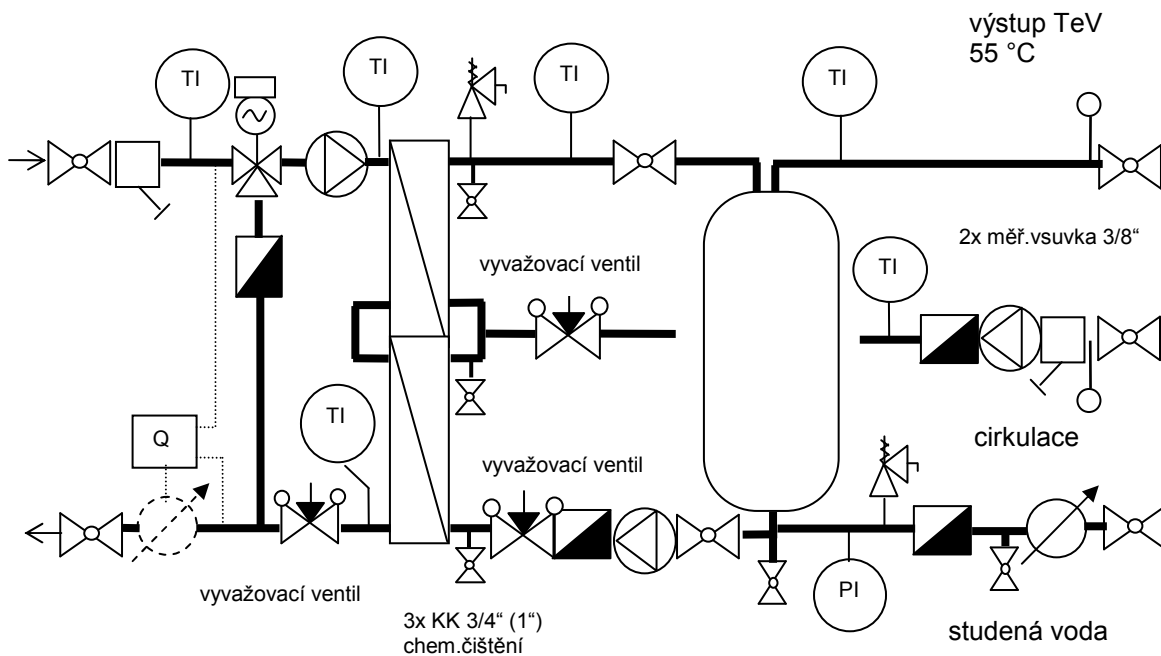 výstup TeV
55 °C
TI
TI
TI
TI
2x měř.vsuvka 3/8“
vyvažovací ventil
TI
TI
Q
cirkulace
vyvažovací ventil
vyvažovací ventil
PI
3x KK 3/4“ (1“)
chem.čištění
studená voda